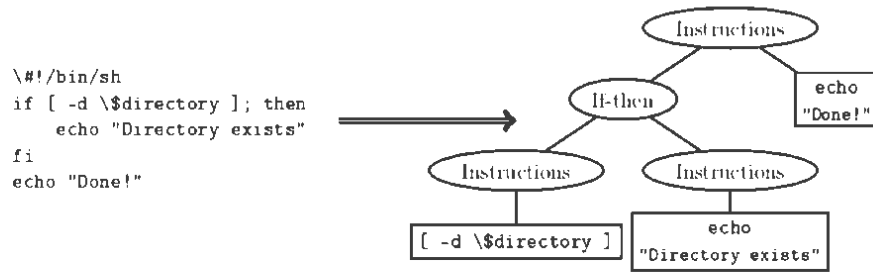 \#!/bin/sh
if [ -d \$directory ]; then
    echo "Directory exists"
fi
echo "Done!"
Instructions
If-then
echo
"Done!"
Instructions
Instructions
[ -d \$directory ]
echo
"Directory exists"